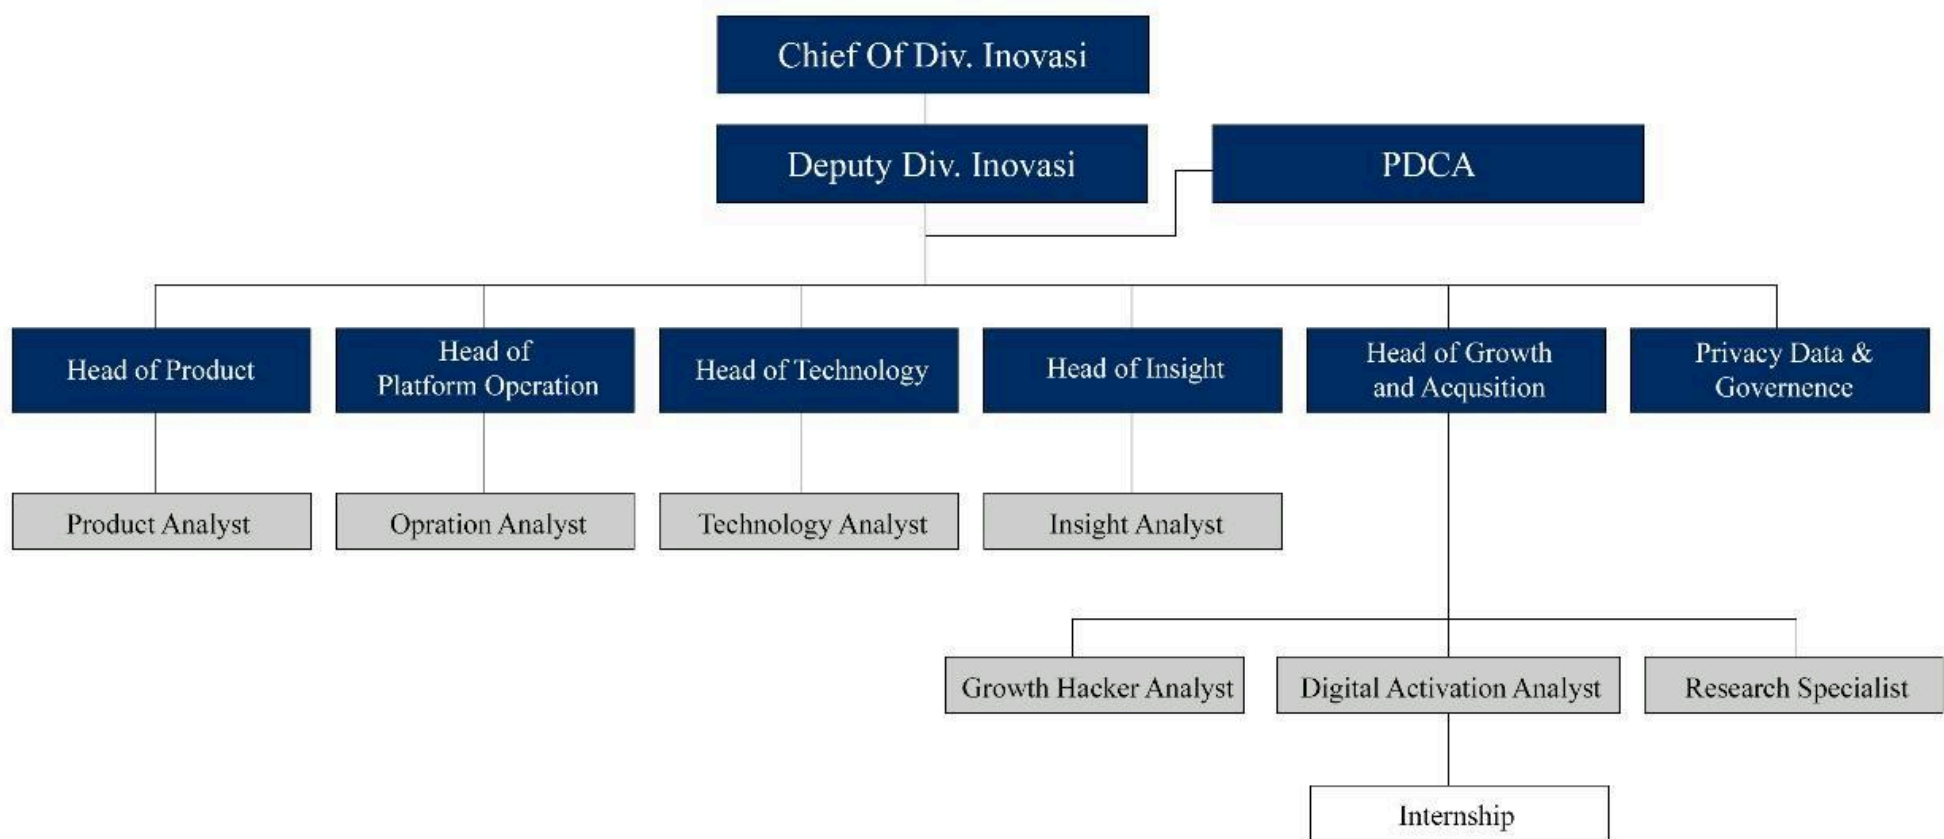 Chief Of Div. Inovasi
Deputy Div. Inovasi
PDCA
Head of Product
Head of
Platform Operation
Head of Technology
Head of Insight
Head of Growth
and Acqusition
Privacy Data &
Governence
Product Analyst
Opration Analyst
Technology Analyst
Insight Analyst
Growth Hacker Analyst
Digital Activation Analyst
Research Specialist
Internship